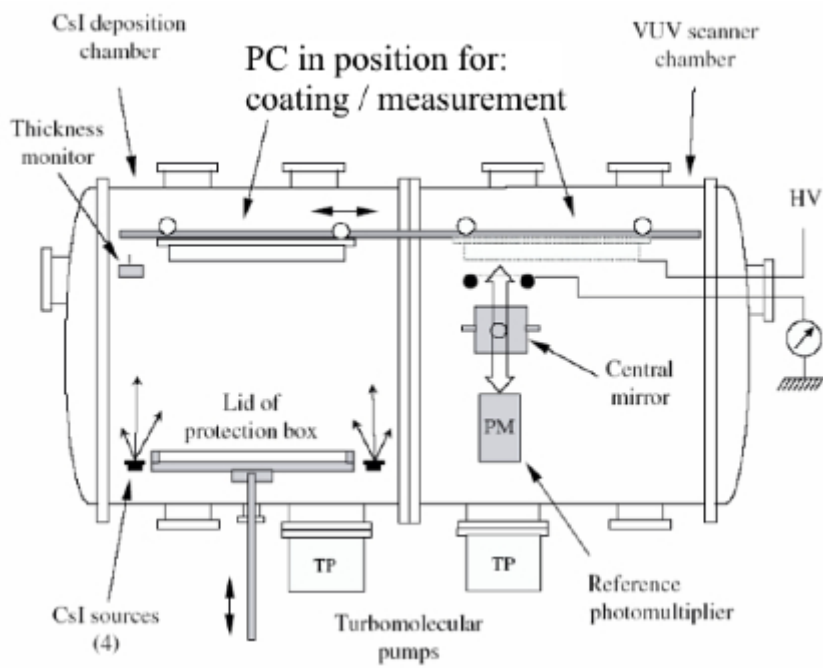 CsI deposition
chamber
PC in position for:
coating / measurement
VUV scanner
chamber
Thickness
monitor
HV
Central
mirror
Lid of
protection box
PM
TP
TP
CsI sources
(4)
Turbomolecular
pumps
Reference
photomultiplier